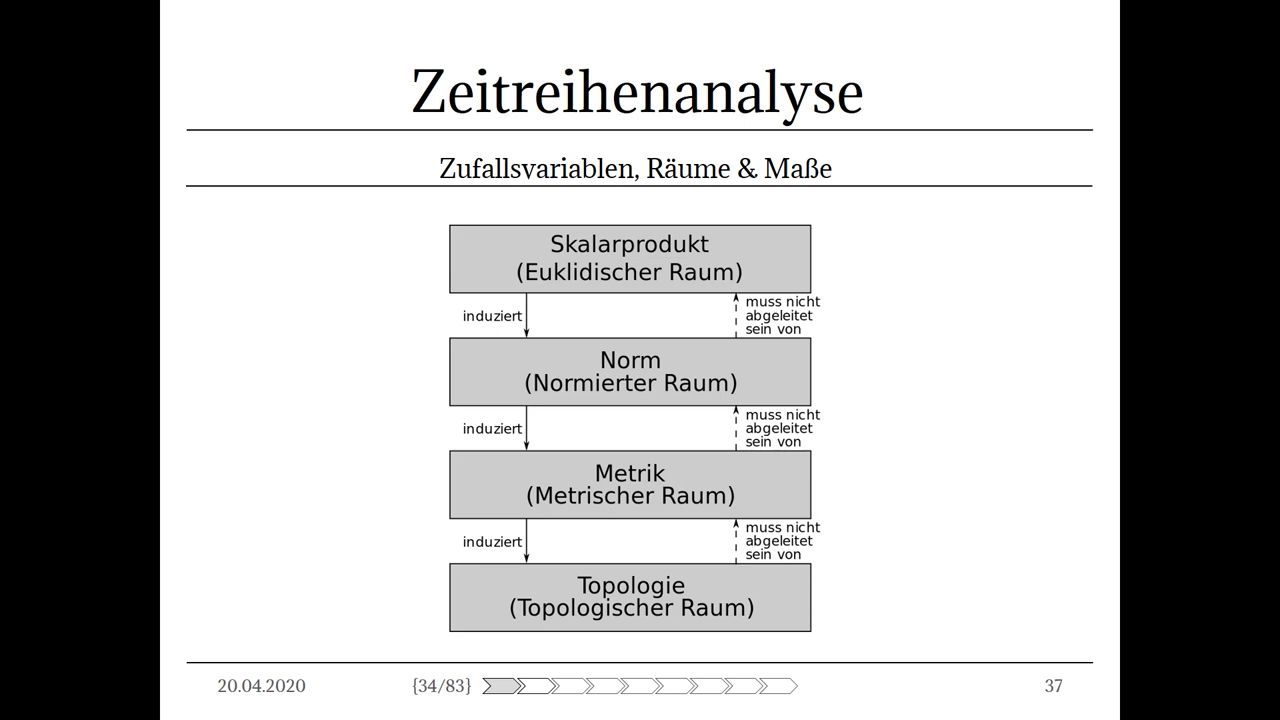 Zeitreihenanalyse
Zufallsvariablen, Räume & Maße
Skalarprodukt
(Euklidischer Raum)
induziert
muss nicht
abgeleitet
sein von
Norm
(Normierter Raum)
induziert
muss nicht
abgeleitet
sein von
Metrik
(Metrischer Raum)
induziert
muss nicht
abgeleitet
sein von
Topologie
(Topologischer Raum)
20.04.2020 {34/83} 37